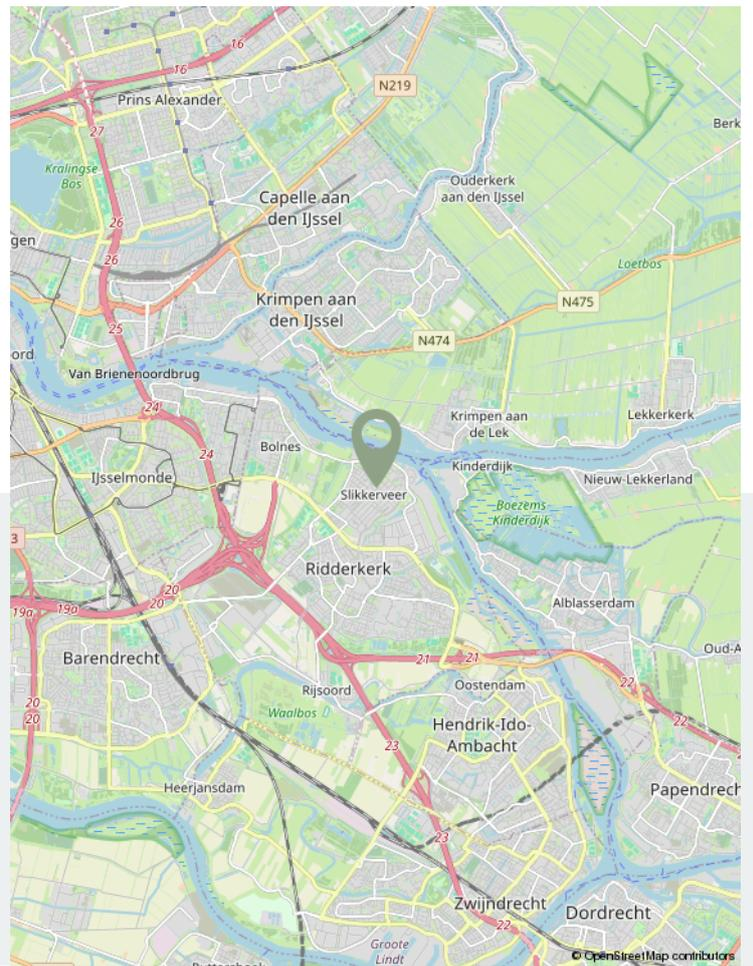 16
16
Prins Alexander
N219
27
Berk
Kralingse
Bos
Ouderkerk
aan den IJssel
Capelle aan
den IJssel
26
gen
26
Loetbos
Krimpen aan
den IJssel
N475
25
N474
oord
Van Brienenoordbrug
24
Krimpen aan
de Lek
Lekkerkerk
Bolnes
24
Kinderdijk
IJsselmonde
Nieuw-Lekkerland
Slikkerveer
Boezems
Kinderdijk
3
Ridderkerk
20
20
19a
19a
Alblasserdam
Oud-A
Barendrecht
21
21
22
Rijsoord
Oostendam
20
20
Waalbos
22
Hendrik-Ido-
Ambacht
23
Heerjansdam
Papendrech
23
Zwijndrecht
Dordrecht
22
Groote
Lindt
© OpenStreetMap contributors